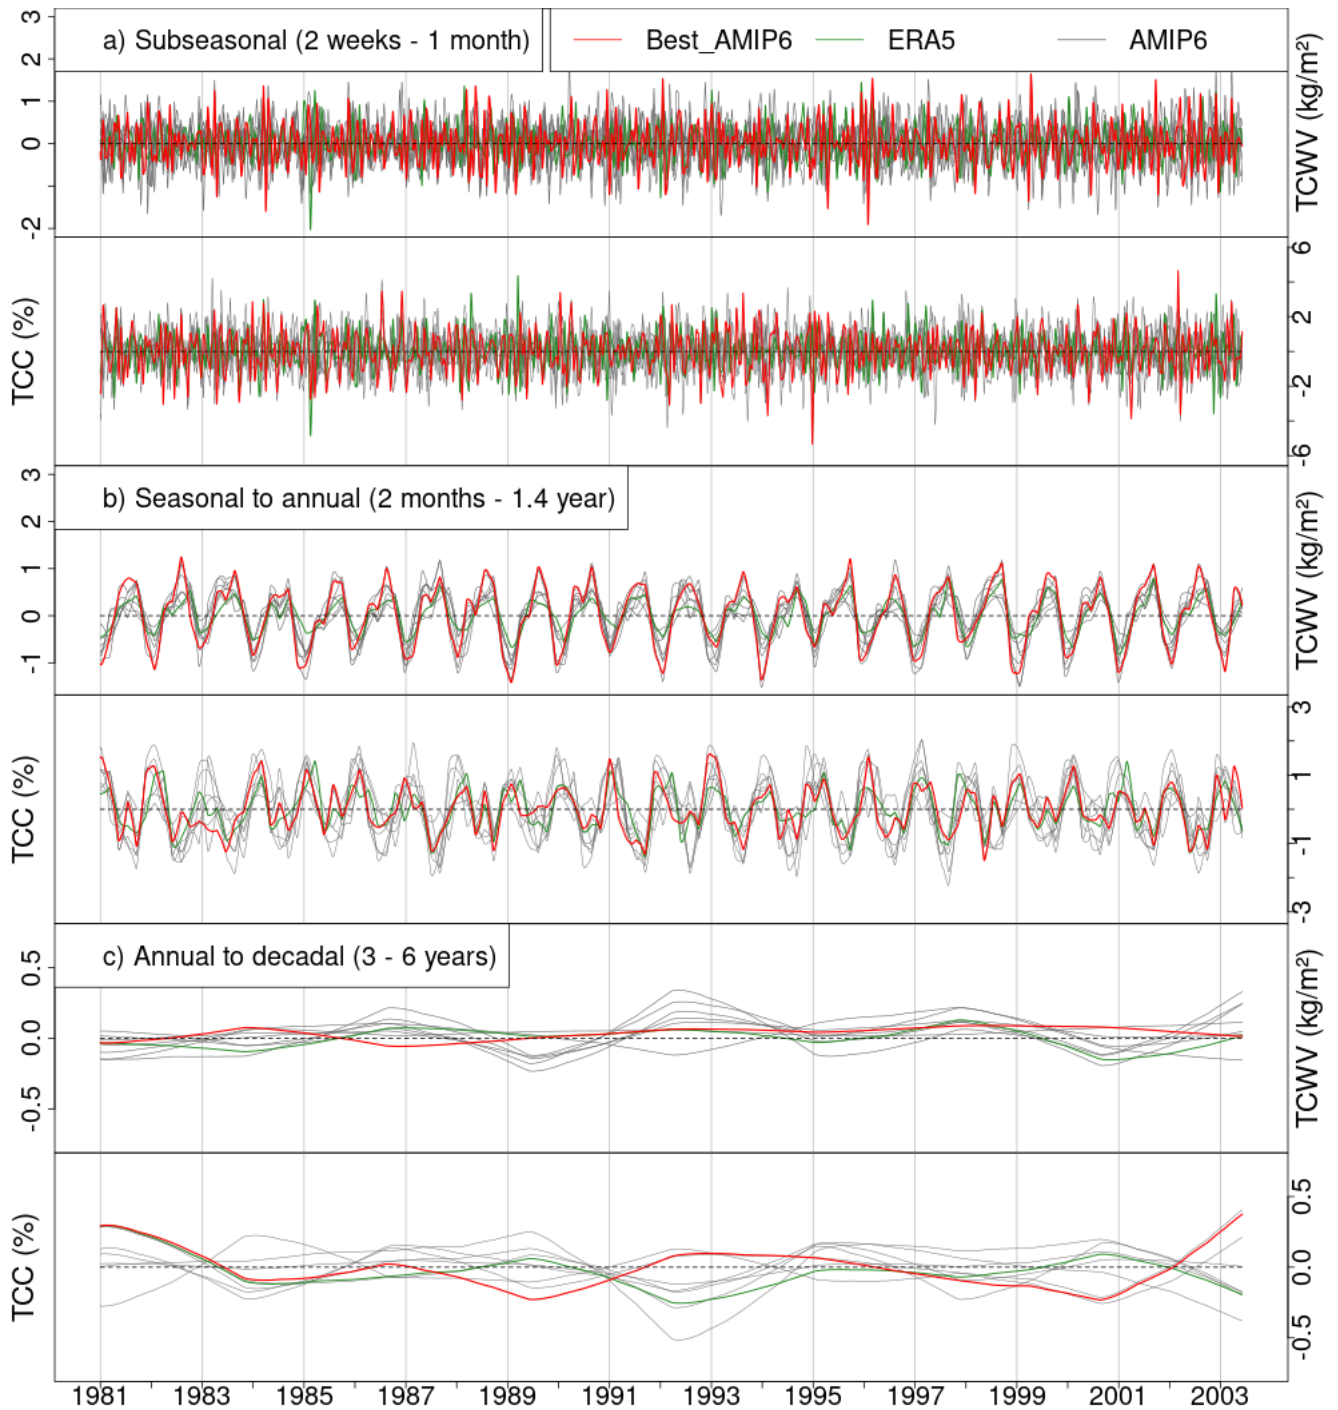 a) Subseasonal (2 weeks - 1 month)
Best_AMIP6 ERA5 AMIP6
3
2
1
0
-2
TCWV (kg/m²)
TCC (%)
6
2
-2
-6
b) Seasonal to annual (2 months - 1.4 year)
3
2
1
0
-1
TCWV (kg/m²)
TCC (%)
3
1
-1
-3
c) Annual to decadal (3 - 6 years)
0.5
0.0
-0.5
TCWV (kg/m²)
TCC (%)
0.5
0.0
-0.5
1981 1983 1985 1987 1989 1991 1993 1995 1997 1999 2001 2003